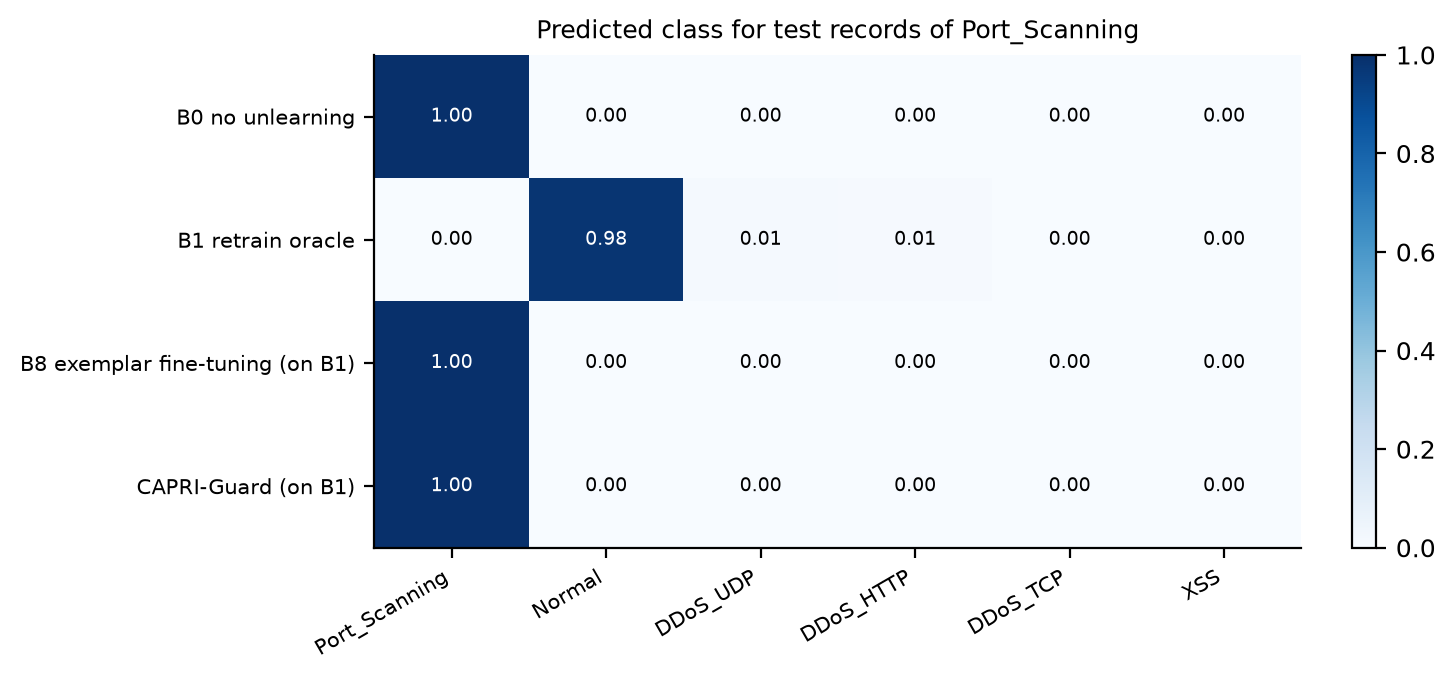 Predicted class for test records of Port_Scanning
B0 no unlearning 1.00 0.00 0.00 0.00 0.00 0.00
B1 retrain oracle 0.00 0.98 0.01 0.01 0.00 0.00
B8 exemplar fine-tuning (on B1) 1.00 0.00 0.00 0.00 0.00 0.00
CAPRI-Guard (on B1) 1.00 0.00 0.00 0.00 0.00 0.00
Port_Scanning Normal DDoS_UDP DDoS_HTTP DDoS_TCP XSS
1.0
0.8
0.6
0.4
0.2
0.0